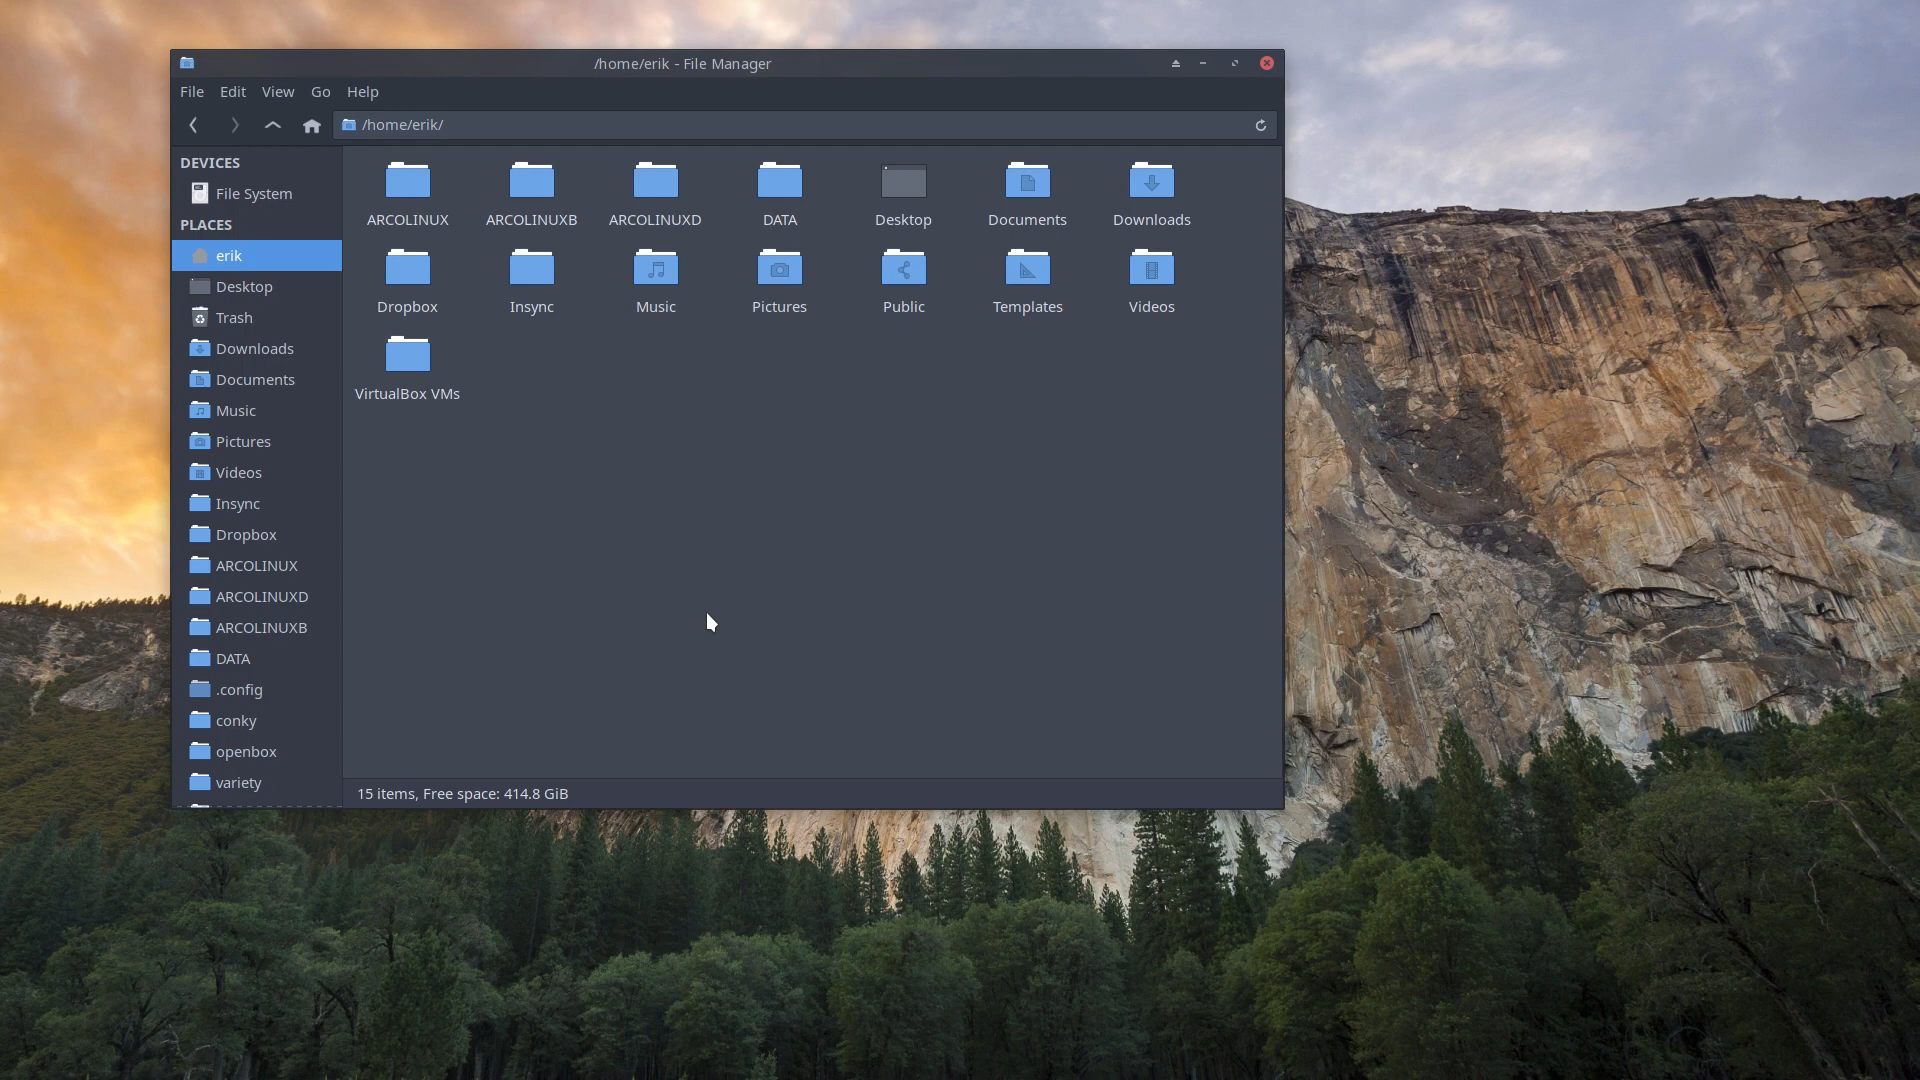 /home/erik - File Manager
File Edit View Go Help
/home/erik/
DEVICES
File System
PLACES
erik
Desktop
Trash
Downloads
Documents
Music
Pictures
Videos
Insync
Dropbox
ARCOLINUX
ARCOLINUXD
ARCOLINUXB
DATA
.config
conky
openbox
variety
ARCOLINUX ARCOLINUXB ARCOLINUXD DATA Desktop Documents Downloads
Dropbox Insync Music Pictures Public Templates Videos
VirtualBox VMs
15 items, Free space: 414.8 GiB